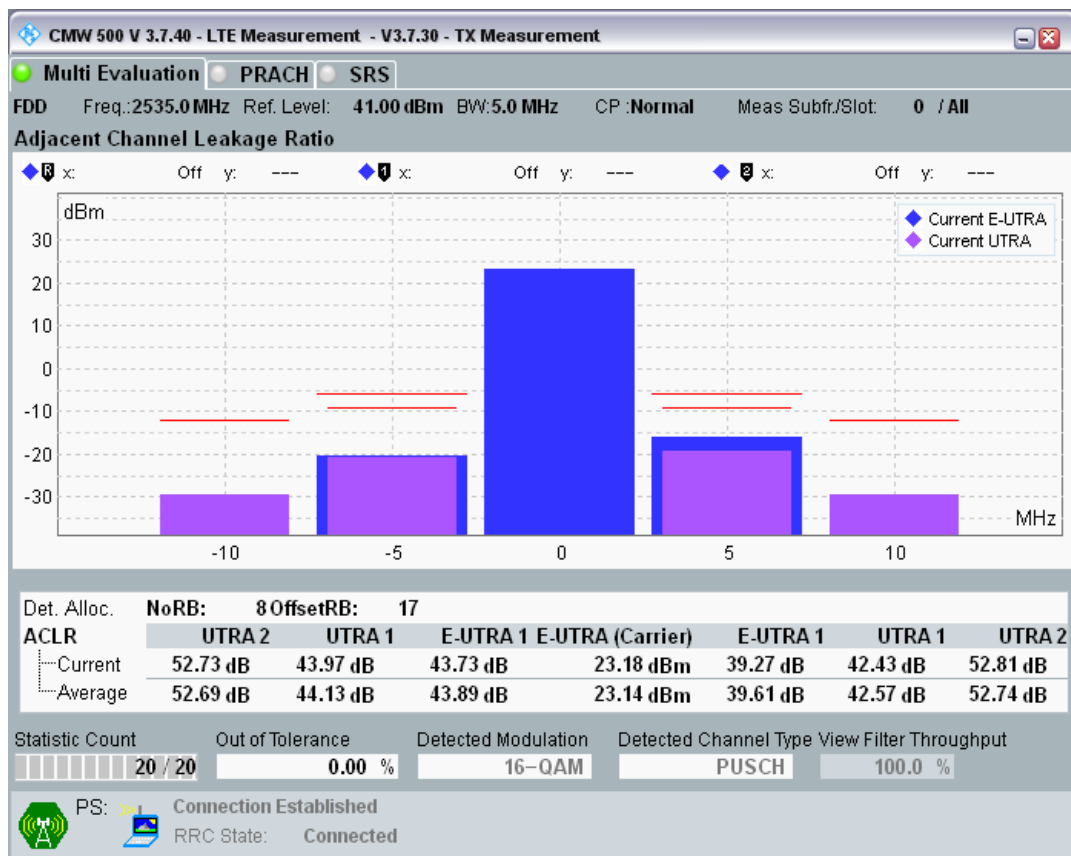 CMW 500 V 3.7.40 - LTE Measurement - V3.7.30 - TX Measurement
Multi Evaluation PRACH SRS
FDD Freq.:2535.0 MHz Ref. Level: 41.00 dBm BW:5.0 MHz CP :Normal Meas Subfr./Slot: 0 / All
Adjacent Channel Leakage Ratio
R x: Off y: --- 1 x: Off y: --- 2 x: Off y: ---
dBm
Current E-UTRA
Current UTRA
30
20
10
0
-10
-20
-30
MHz
-10 -5 0 5 10
Det. Alloc. NoRB: 8 OffsetRB: 17
ACLR UTRA 2 UTRA 1 E-UTRA 1 E-UTRA (Carrier) E-UTRA 1 UTRA 1 UTRA 2
Current 52.73 dB 43.97 dB 43.73 dB 23.18 dBm 39.27 dB 42.43 dB 52.81 dB
Average 52.69 dB 44.13 dB 43.89 dB 23.14 dBm 39.61 dB 42.57 dB 52.74 dB
Statistic Count Out of Tolerance Detected Modulation Detected Channel Type View Filter Throughput
20 / 20 0.00 % 16-QAM PUSCH 100.0 %
PS: Connection Established
RRC State: Connected